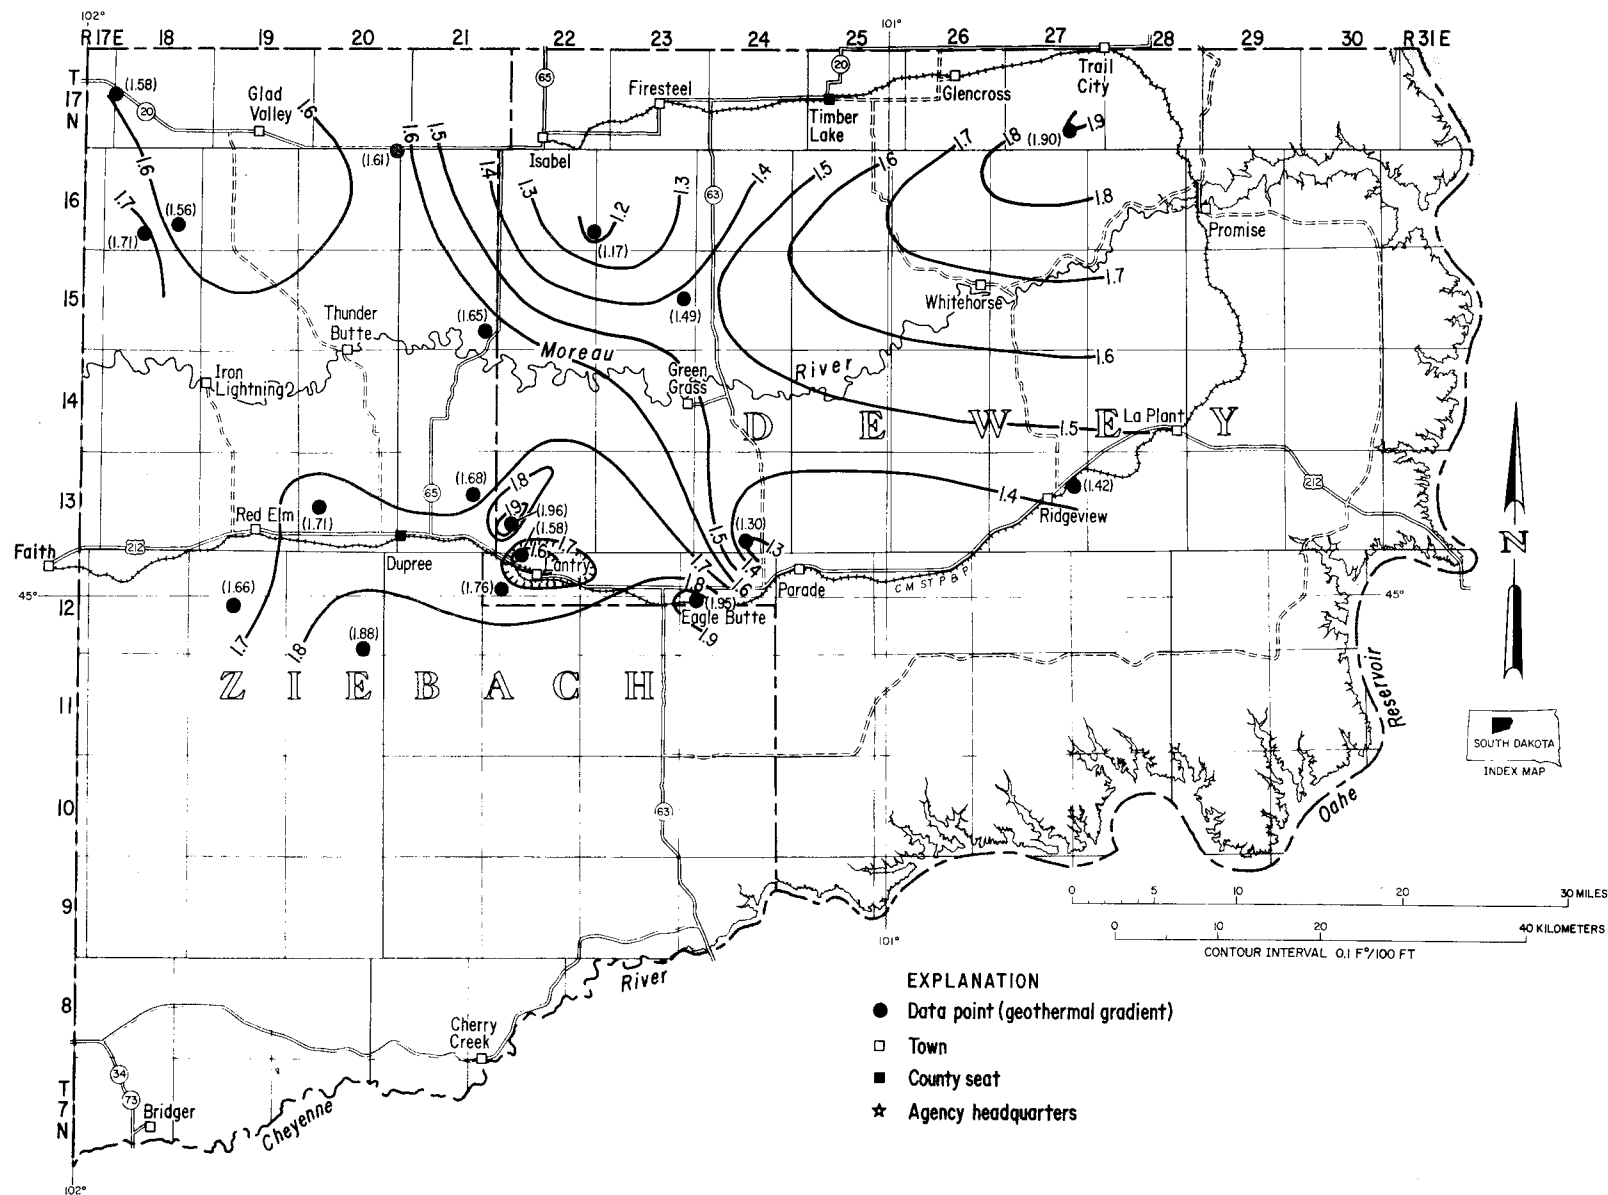 102°
101°
R 17E 18 19 20 21 22 23 24 25 26 27 28 29 30 R 31 E
T
17
N
(1.58)
20
Glad
Valley
1.6
65
Firesteel
20
Glencross
Trail
City
Timber
Lake
Isabel
1.9
(1.90)
1.6
1.5
1.4
(1.61)
1.6
1.3
1.2
(1.17)
1.3
63
1.4
1.5
1.6
1.7
1.8
1.8
16
1.7
(1.56)
(1.71)
Promise
15
Thunder
Butte
(1.65)
(1.49)
Whitehorse
1.7
Moreau
River
1.6
Iron
Lightning
Green
Grass
14
D E W E Y
1.5
La Plant
13
(1.68)
65
1.8
1.9
(1.96)
(1.58)
1.6
1.7
Lantry
Red Elm
(1.71)
1.4
(1.42)
Ridgeview
212
1.5
(1.30)
1.3
1.4
Faith
212
Dupree
1.7
1.8
1.6
Parade
C M ST P & P
N
45°
12
(1.66)
(1.76)
(1.95)
Eagle Butte
1.9
45°
1.7
1.8
(1.88)
Z I E B A C H
11
Reservoir
SOUTH DAKOTA
INDEX MAP
10
63
Oahe
9
0 5 10 20 30 MILES
0 10 20 40 KILOMETERS
CONTOUR INTERVAL 0.1 F°/100 FT
101°
River
8
Cherry
Creek
34
73
T
7
N
Bridger
Cheyenne
102°
EXPLANATION
Data point (geothermal gradient)
Town
County seat
Agency headquarters